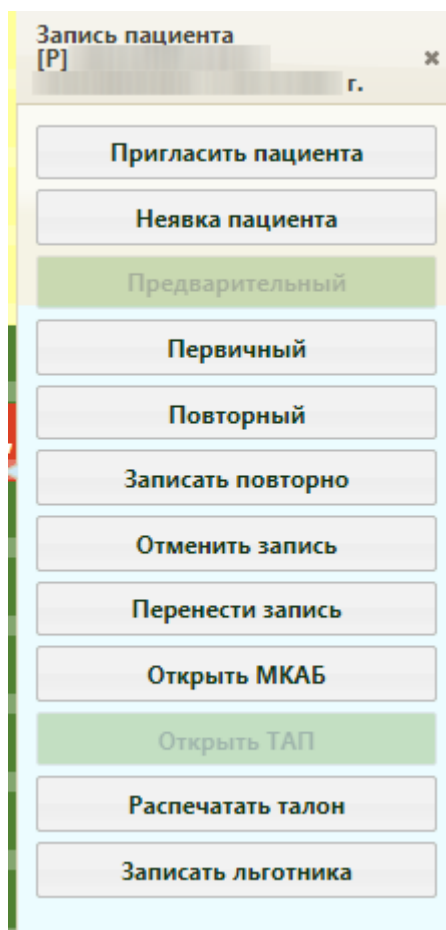 Запись пациента
[Р]
г.
Пригласить пациента
Неявка пациента
Предварительный
Первичный
Повторный
Записать повторно
Отменить запись
Перенести запись
Открыть МКАБ
Открыть ТАП
Распечатать талон
Записать льготника